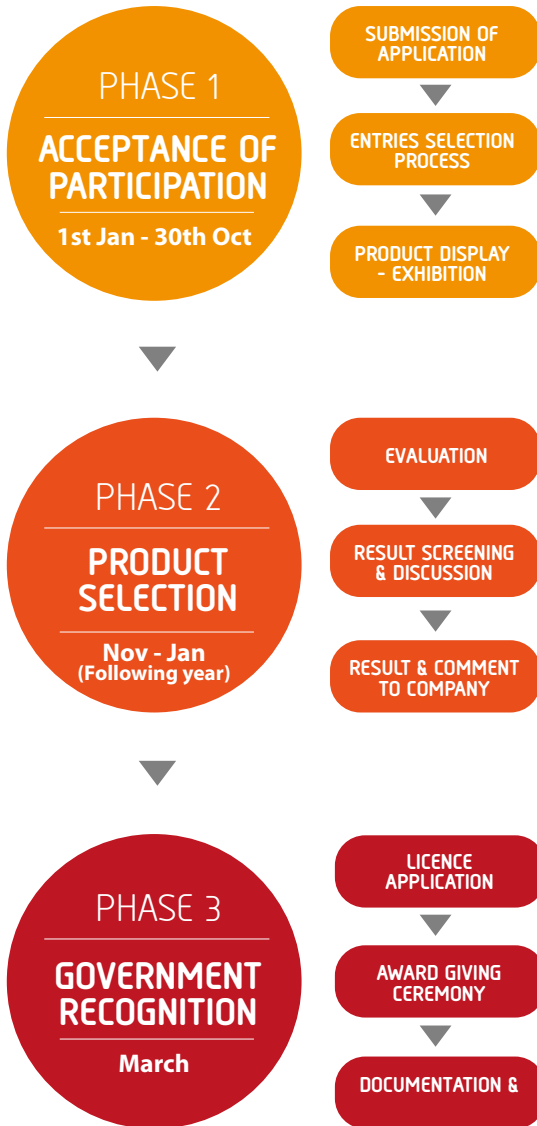 PHASE 1
ACCEPTANCE OF
PARTICIPATION
1st Jan - 30th Oct
SUBMISSION OF
APPLICATION
ENTRIES SELECTION
PROCESS
PRODUCT DISPLAY
- EXHIBITION
PHASE 2
PRODUCT
SELECTION
Nov - Jan
(Following year)
EVALUATION
RESULT SCREENING
& DISCUSSION
RESULT & COMMENT
TO COMPANY
PHASE 3
GOVERNMENT
RECOGNITION
March
LICENCE
APPLICATION
AWARD GIVING
CEREMONY
DOCUMENTATION &